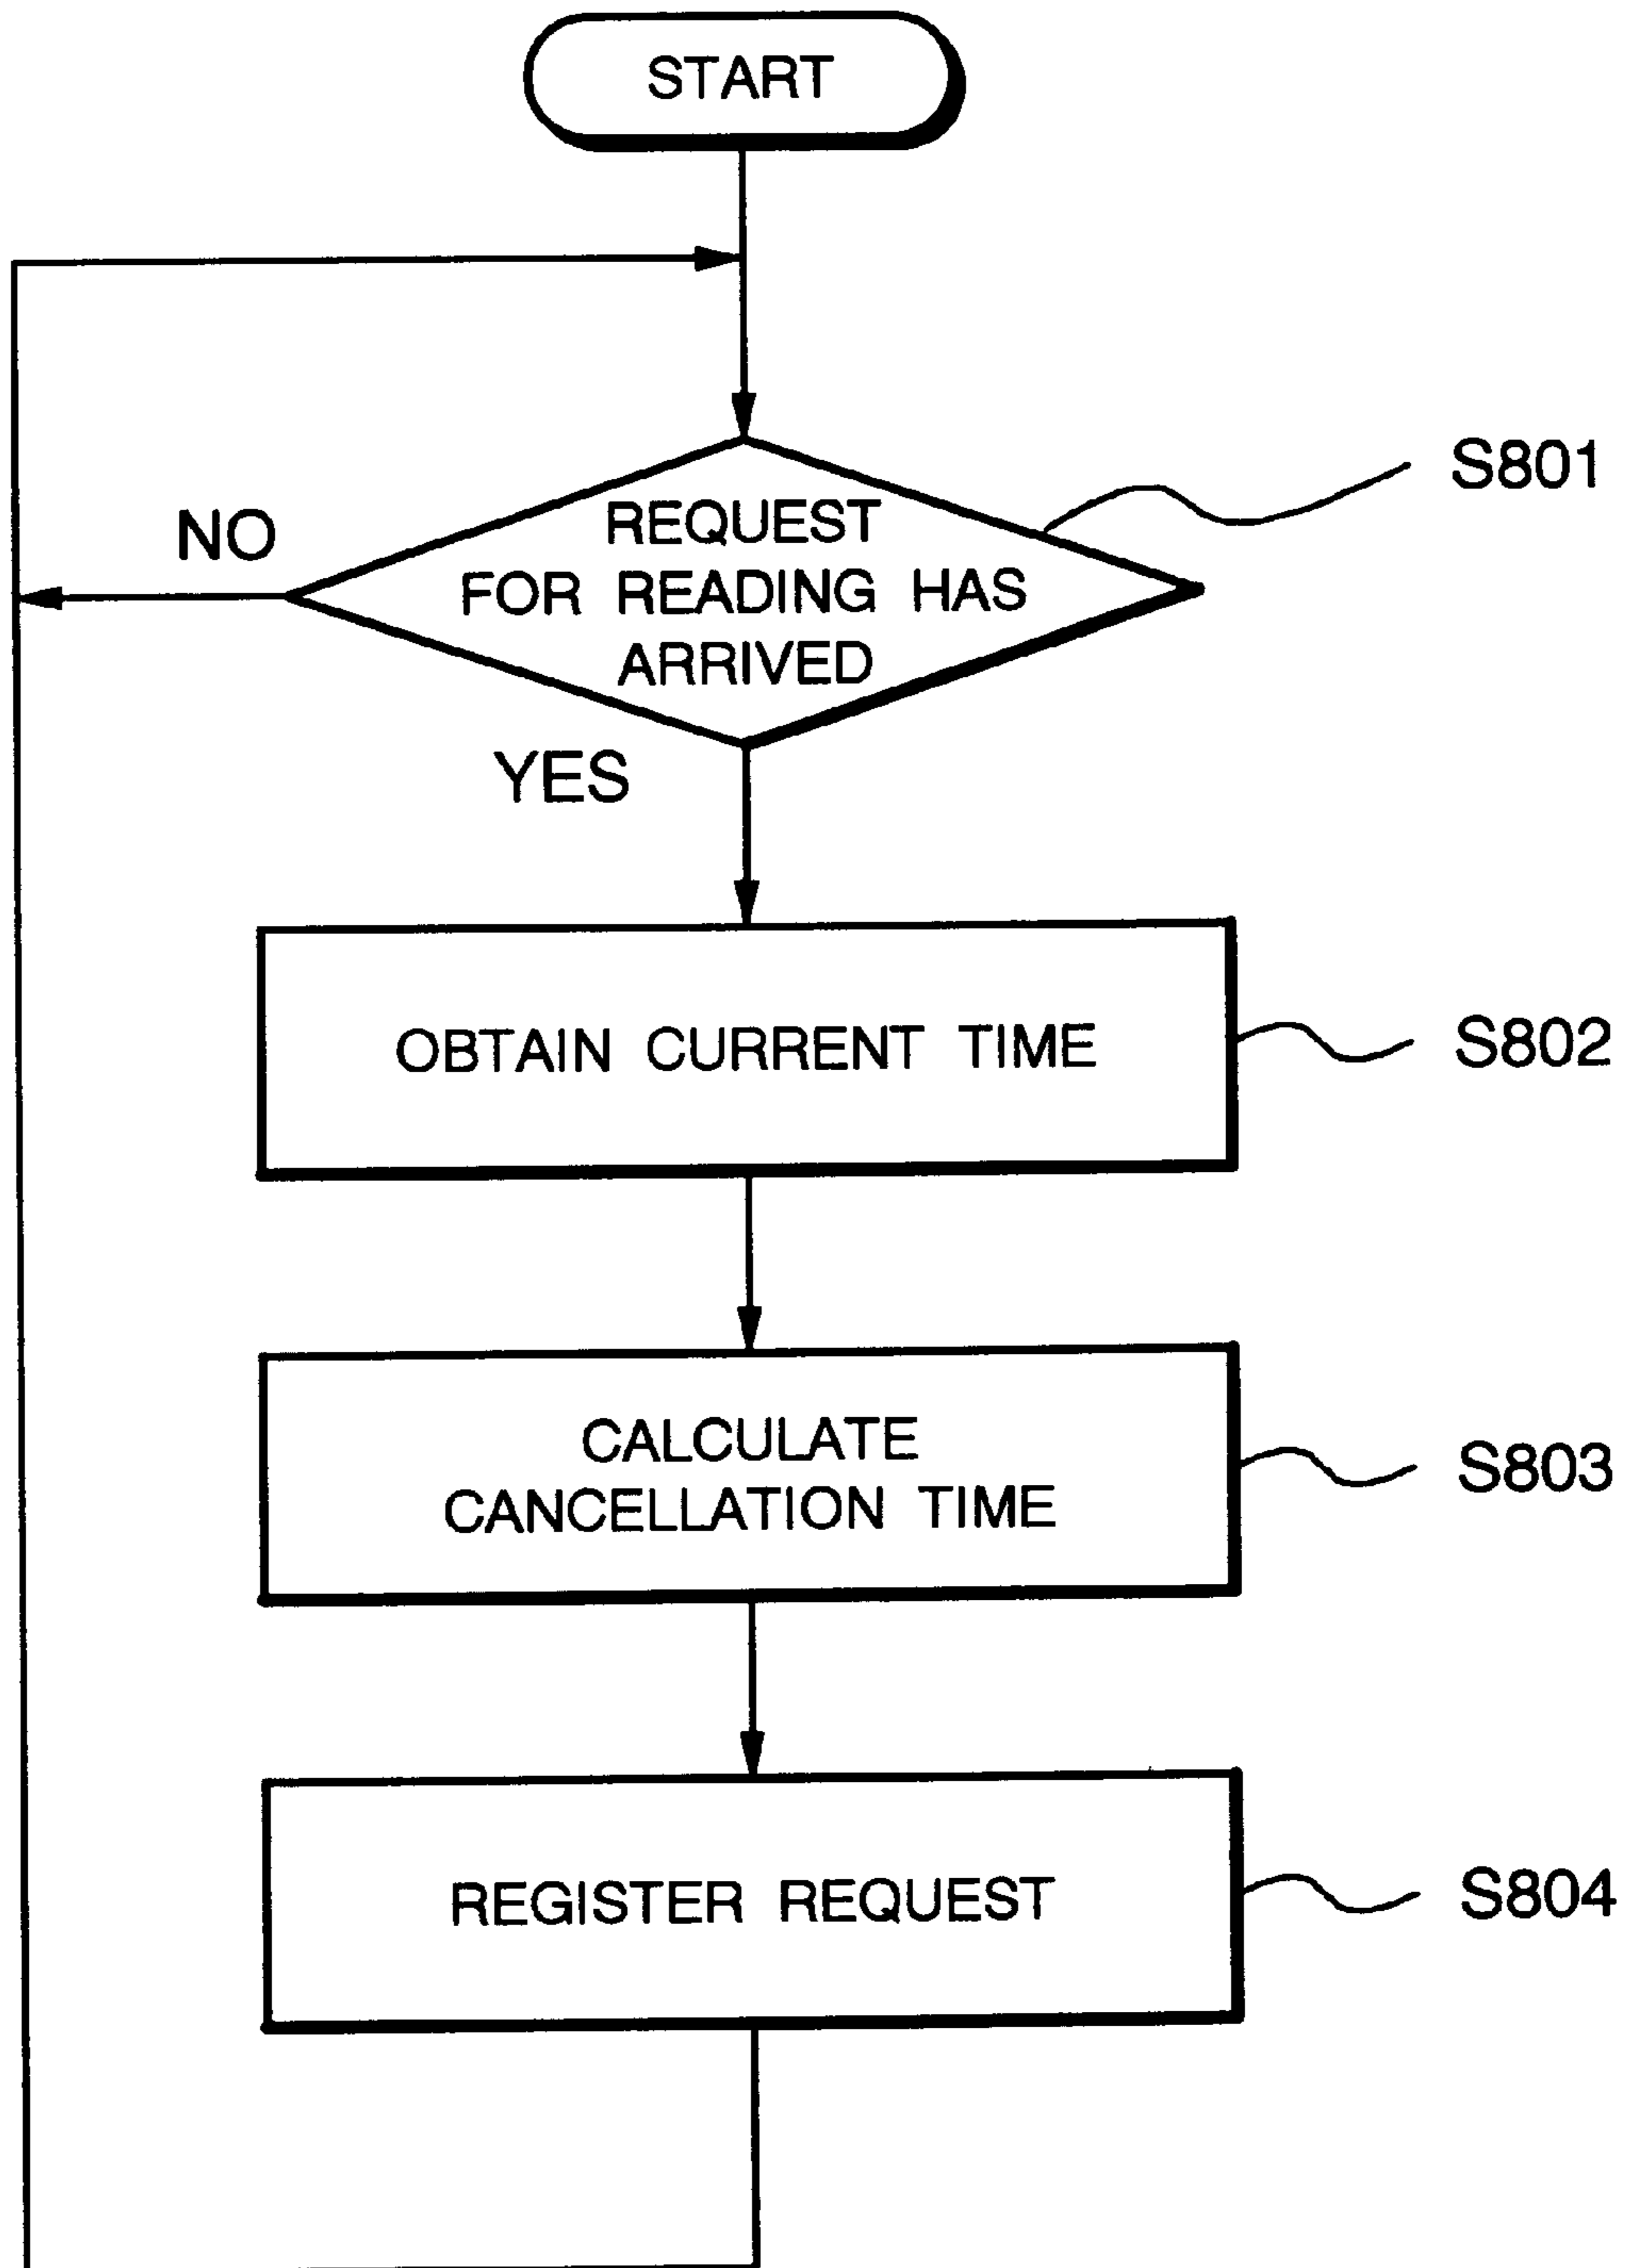 START
S801
NO
REQUEST
FOR READING HAS
ARRIVED
YES
OBTAIN CURRENT TIME
S802
CALCULATE
CANCELLATION TIME
S803
REGISTER REQUEST
S804